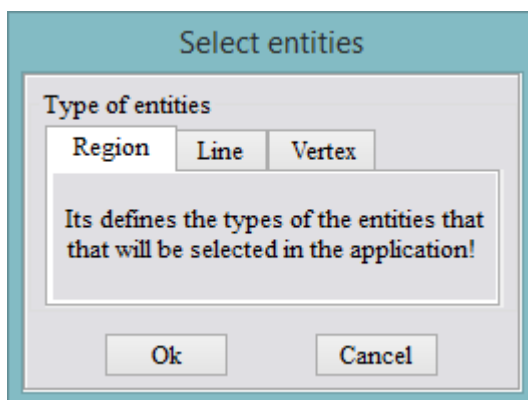 Select entities
Type of entities
Region Line Vertex
Its defines the types of the entities that
that will be selected in the application!
Ok Cancel